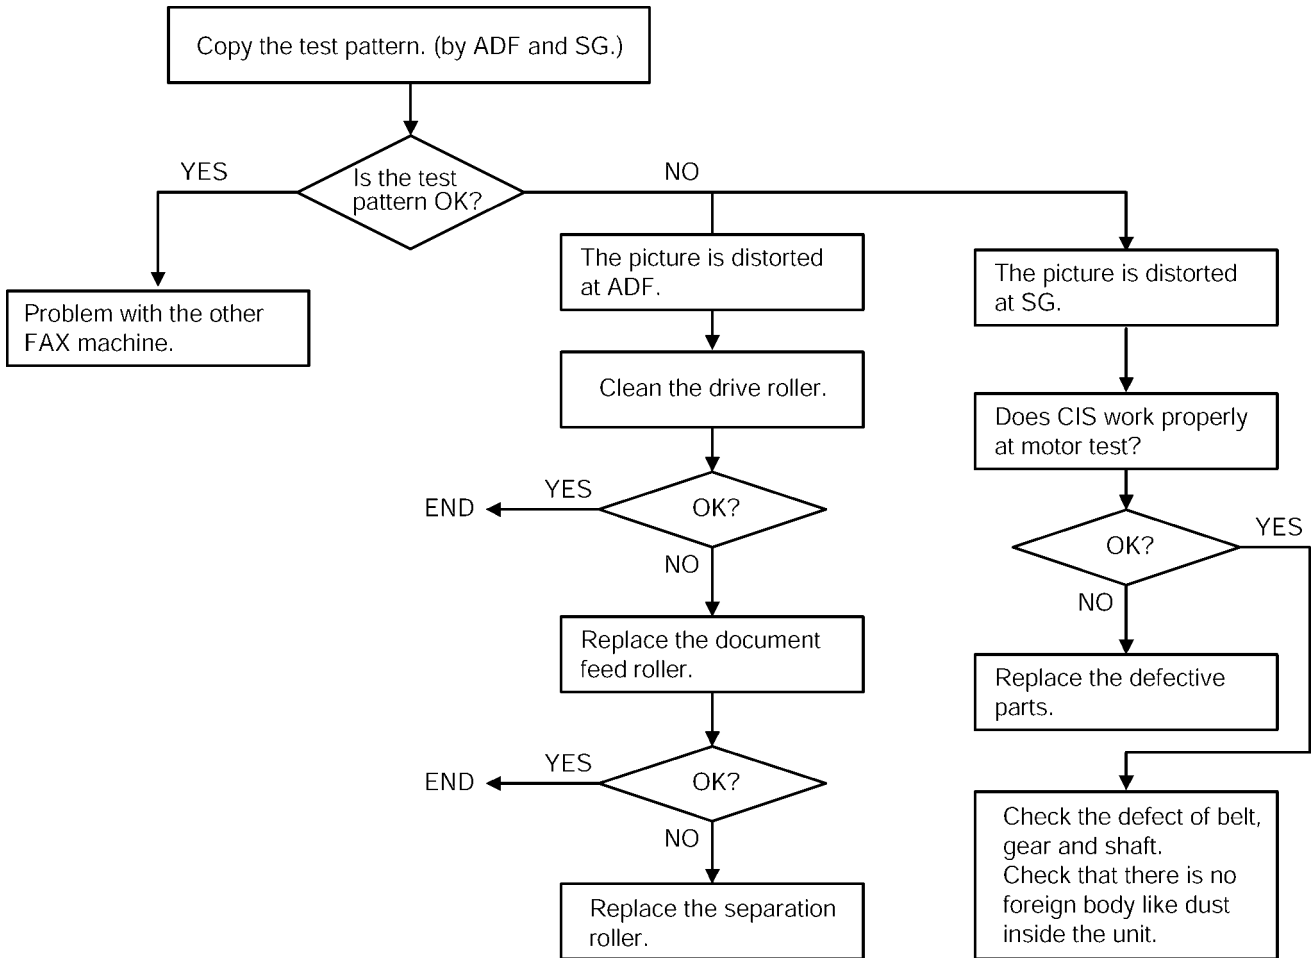 Copy the test pattern. (by ADF and SG.)
YES
Is the test
pattern OK?
NO
Problem with the other
FAX machine.
The picture is distorted
at ADF.
Clean the drive roller.
END
YES
OK?
NO
Replace the document
feed roller.
END
YES
OK?
NO
Replace the separation
roller.
The picture is distorted
at SG.
Does CIS work properly
at motor test?
OK?
YES
NO
Replace the defective
parts.
Check the defect of belt,
gear and shaft.
Check that there is no
foreign body like dust
inside the unit.